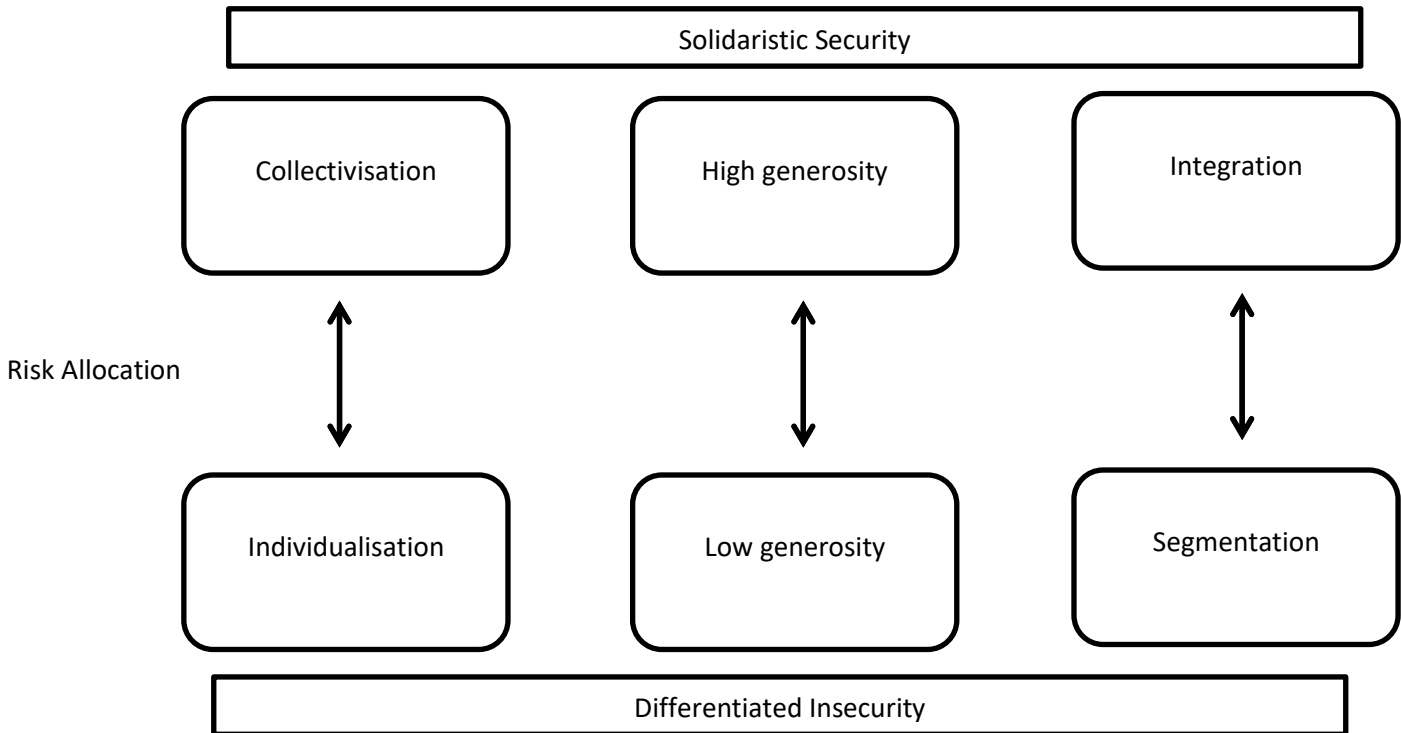 Solidaristic Security
Collectivisation
High generosity
Integration
Risk Allocation
Individualisation
Low generosity
Segmentation
Differentiated Insecurity